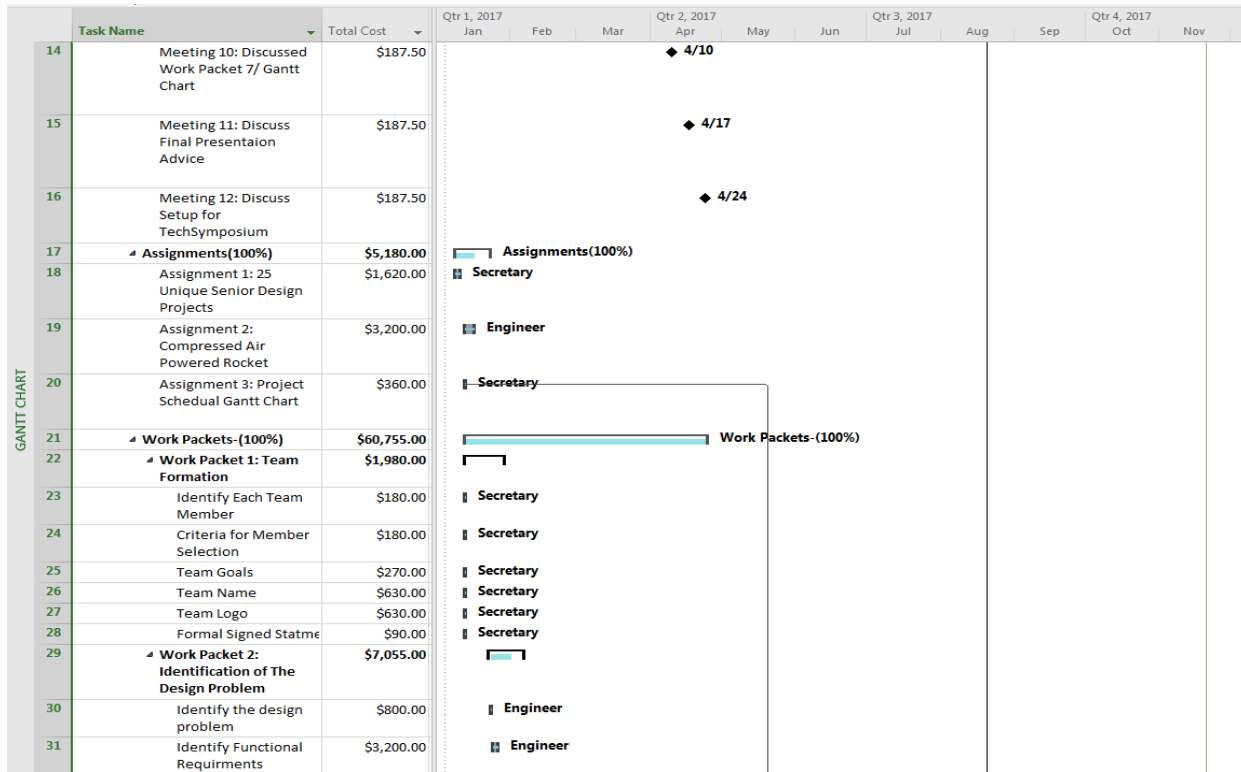 Qtr 1, 2017 Qtr 2, 2017 Qtr 3, 2017 Qtr 4, 2017
Task Name Total Cost Jan Feb Mar Apr May Jun Jul Aug Sep Oct Nov
GANTT CHART
14 Meeting 10: Discussed $187.50 4/10
Work Packet 7/ Gantt
Chart
15 Meeting 11: Discuss $187.50 4/17
Final Presentaion
Advice
16 Meeting 12: Discuss $187.50 4/24
Setup for
TechSymposium
17 Assignments(100%) $5,180.00 Assignments(100%)
18 Assignment 1: 25 $1,620.00 Secretary
Unique Senior Design
Projects
19 Assignment 2: $3,200.00 Engineer
Compressed Air
Powered Rocket
20 Assignment 3: Project $360.00 Secretary
Schedual Gantt Chart
21 Work Packets-(100%) $60,755.00 Work Packets-(100%)
22 Work Packet 1: Team $1,980.00
Formation
23 Identify Each Team $180.00 Secretary
Member
24 Criteria for Member $180.00 Secretary
Selection
25 Team Goals $270.00 Secretary
26 Team Name $630.00 Secretary
27 Team Logo $630.00 Secretary
28 Formal Signed Statme $90.00 Secretary
29 Work Packet 2: $7,055.00
Identification of The
Design Problem
30 Identify the design $800.00 Engineer
problem
31 Identify Functional $3,200.00 Engineer
Requirments